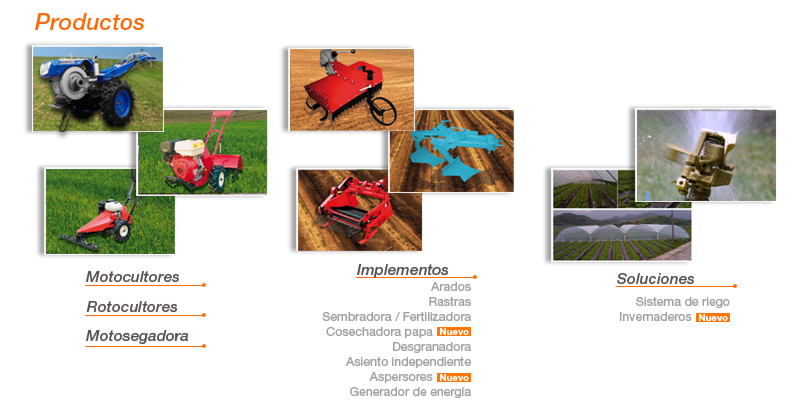 Productos
Motocultores
Rotocultores
Motosegadora
Implementos
Arados
Rastras
Sembradora / Fertilizadora
Cosechadora papa Nuevo
Desgranadora
Asiento independiente
Aspersores Nuevo
Generador de energía
Soluciones
Sistema de riego
Invernaderos Nuevo